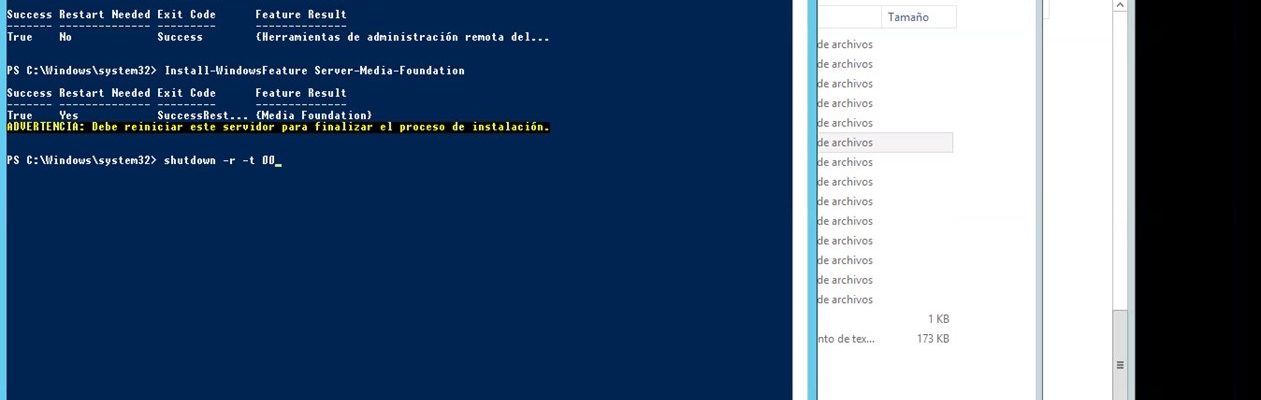 Success Restart Needed Exit Code      Feature Result
------- -------------- ---------      --------------
True    No             Success        {Herramientas de administración remota del...
PS C:\Windows\system32> Install-WindowsFeature Server-Media-Foundation
Success Restart Needed Exit Code      Feature Result
------- -------------- ---------      --------------
True    Yes            SuccessRest... {Media Foundation}
ADVERTENCIA: Debe reiniciar este servidor para finalizar el proceso de instalación.
PS C:\Windows\system32> shutdown -r -t 00_
Tamaño
de archivos
de archivos
de archivos
de archivos
de archivos
de archivos
de archivos
de archivos
de archivos
de archivos
de archivos
de archivos
de archivos
de archivos
1 KB
nto de tex... 173 KB